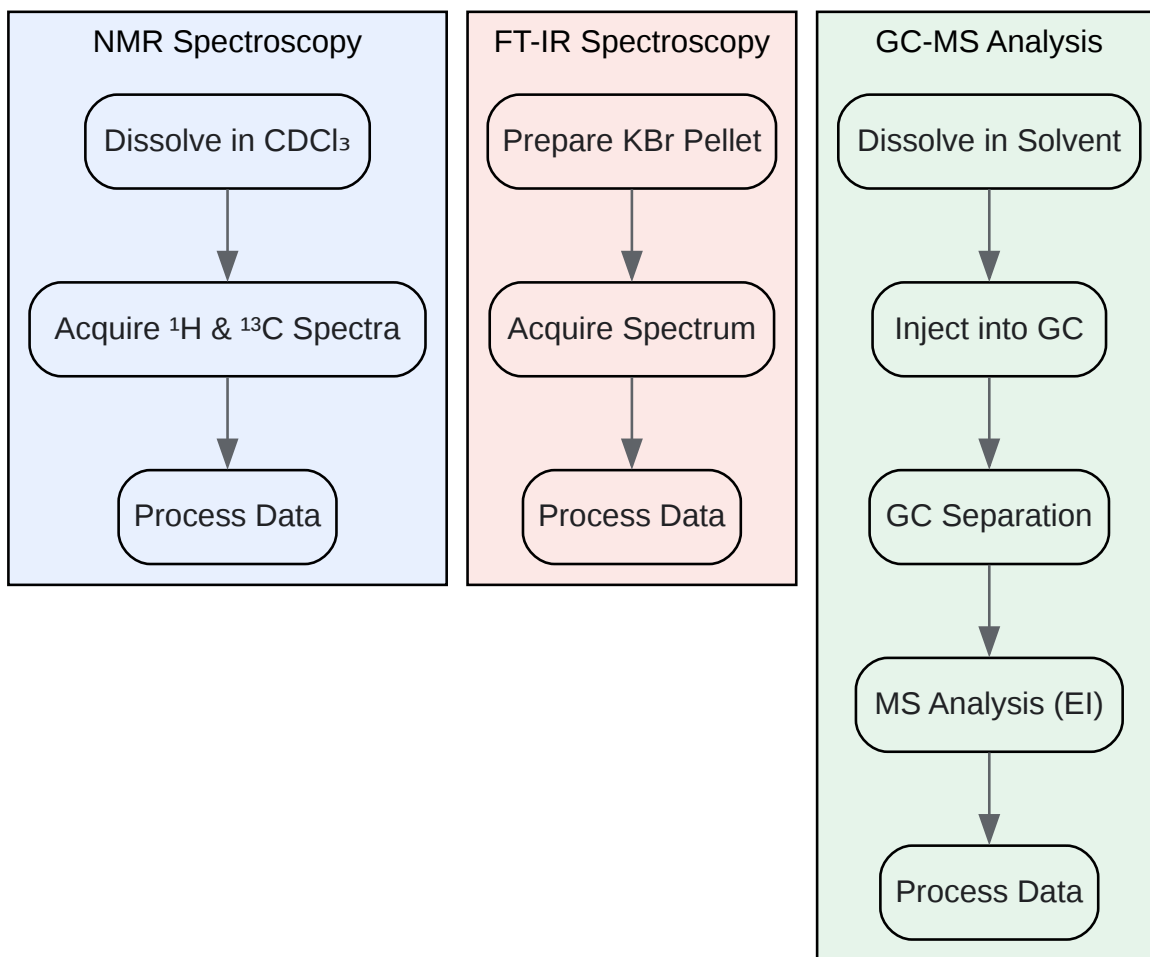 NMR Spectroscopy
Dissolve in CDCl₃
Acquire ¹H & ¹³C Spectra
Process Data
FT-IR Spectroscopy
Prepare KBr Pellet
Acquire Spectrum
Process Data
GC-MS Analysis
Dissolve in Solvent
Inject into GC
GC Separation
MS Analysis (EI)
Process Data